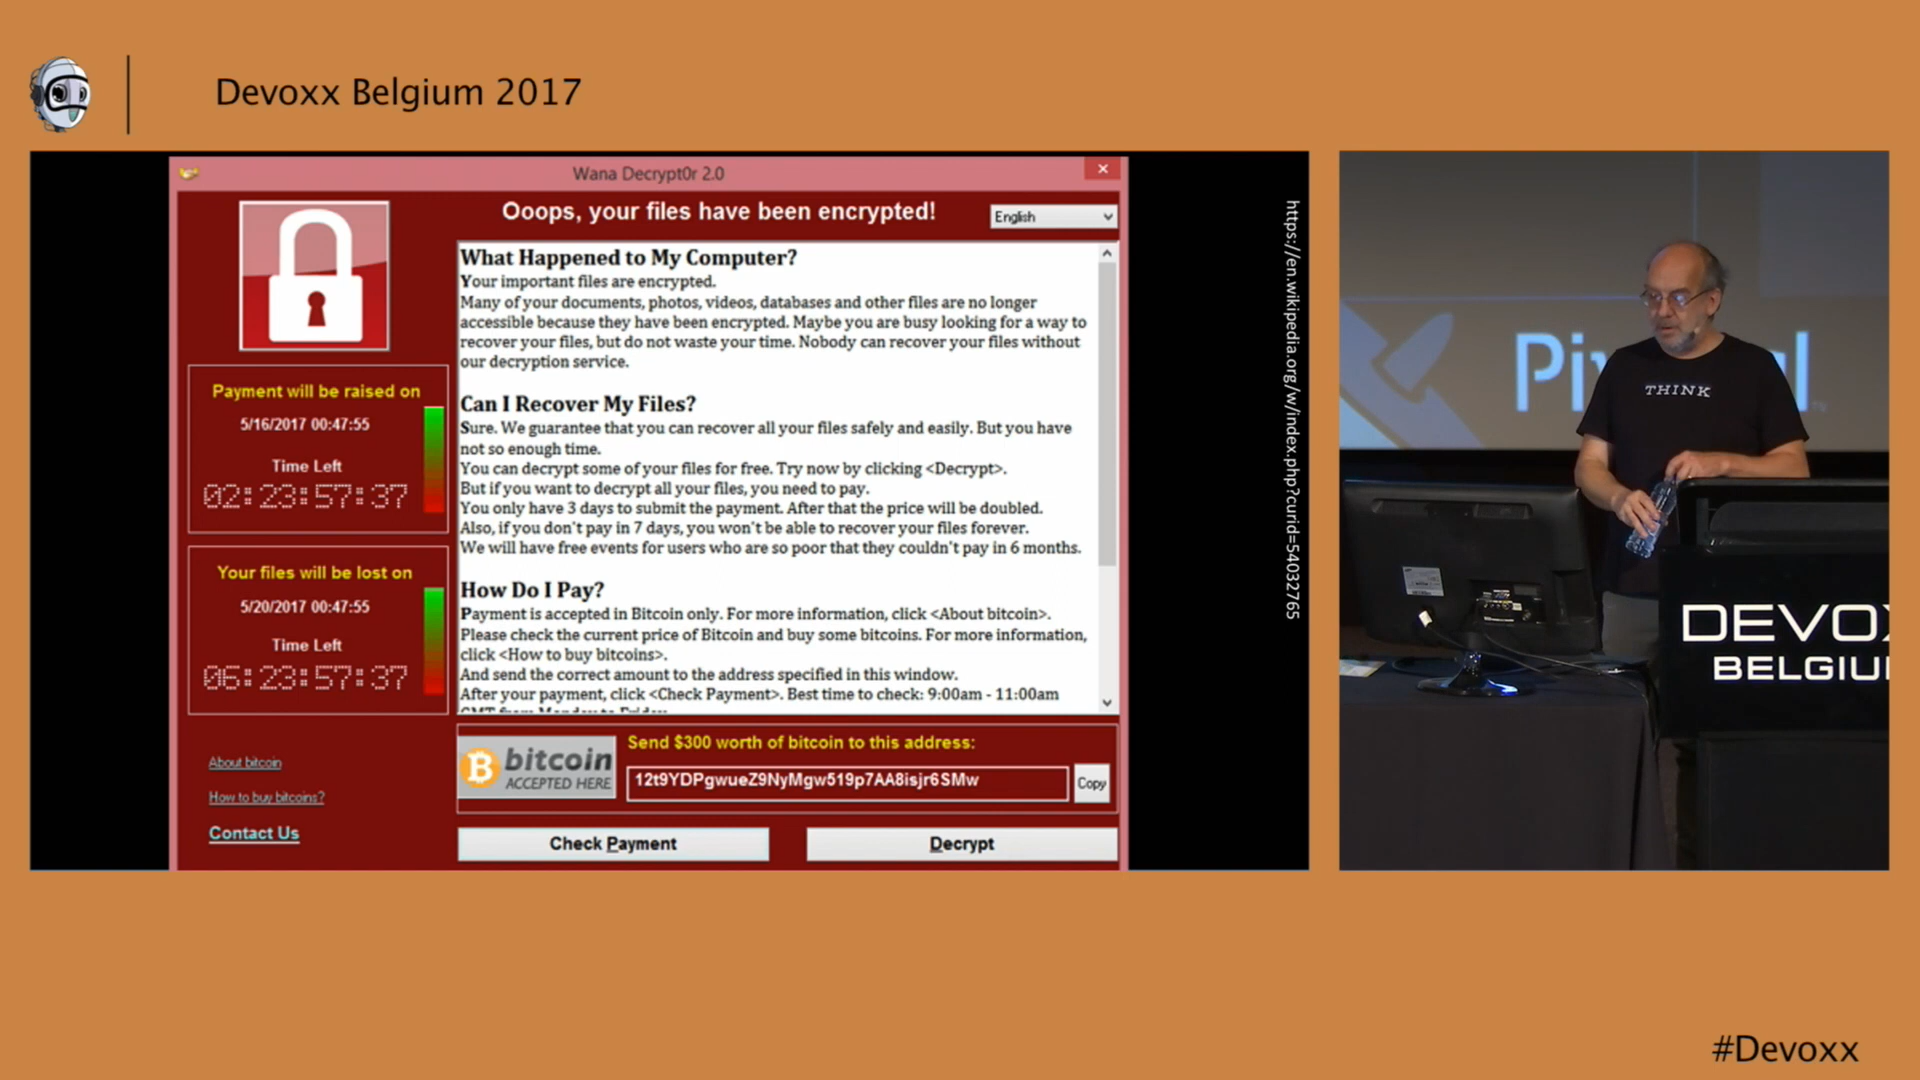 Devoxx Belgium 2017
Wana Decrypt0r 2.0
Ooops, your files have been encrypted!
English
What Happened to My Computer?
Your important files are encrypted.
Many of your documents, photos, videos, databases and other files are no longer
accessible because they have been encrypted. Maybe you are busy looking for a way to
recover your files, but do not waste your time. Nobody can recover your files without
our decryption service.
Can I Recover My Files?
Sure. We guarantee that you can recover all your files safely and easily. But you have
not so enough time.
You can decrypt some of your files for free. Try now by clicking <Decrypt>.
But if you want to decrypt all your files, you need to pay.
You only have 3 days to submit the payment. After that the price will be doubled.
Also, if you don't pay in 7 days, you won't be able to recover your files forever.
We will have free events for users who are so poor that they couldn't pay in 6 months.
How Do I Pay?
Payment is accepted in Bitcoin only. For more information, click <About bitcoin>.
Please check the current price of Bitcoin and buy some bitcoins. For more information,
click <How to buy bitcoins>.
And send the correct amount to the address specified in this window.
After your payment, click <Check Payment>. Best time to check: 9:00am - 11:00am
GMT from Monday to Friday
Payment will be raised on
5/16/2017 00:47:55
Time Left
02:23:57:37
Your files will be lost on
5/20/2017 00:47:55
Time Left
06:23:57:37
About bitcoin
How to buy bitcoins?
Contact Us
bitcoin
ACCEPTED HERE
Send $300 worth of bitcoin to this address:
12t9YDPgwueZ9NyMgw519p7AA8isjr6SMw
Copy
Check Payment
Decrypt
https://en.wikipedia.org/w/index.php?curid=54032765
THINK
DEVOX
BELGIU
#Devoxx